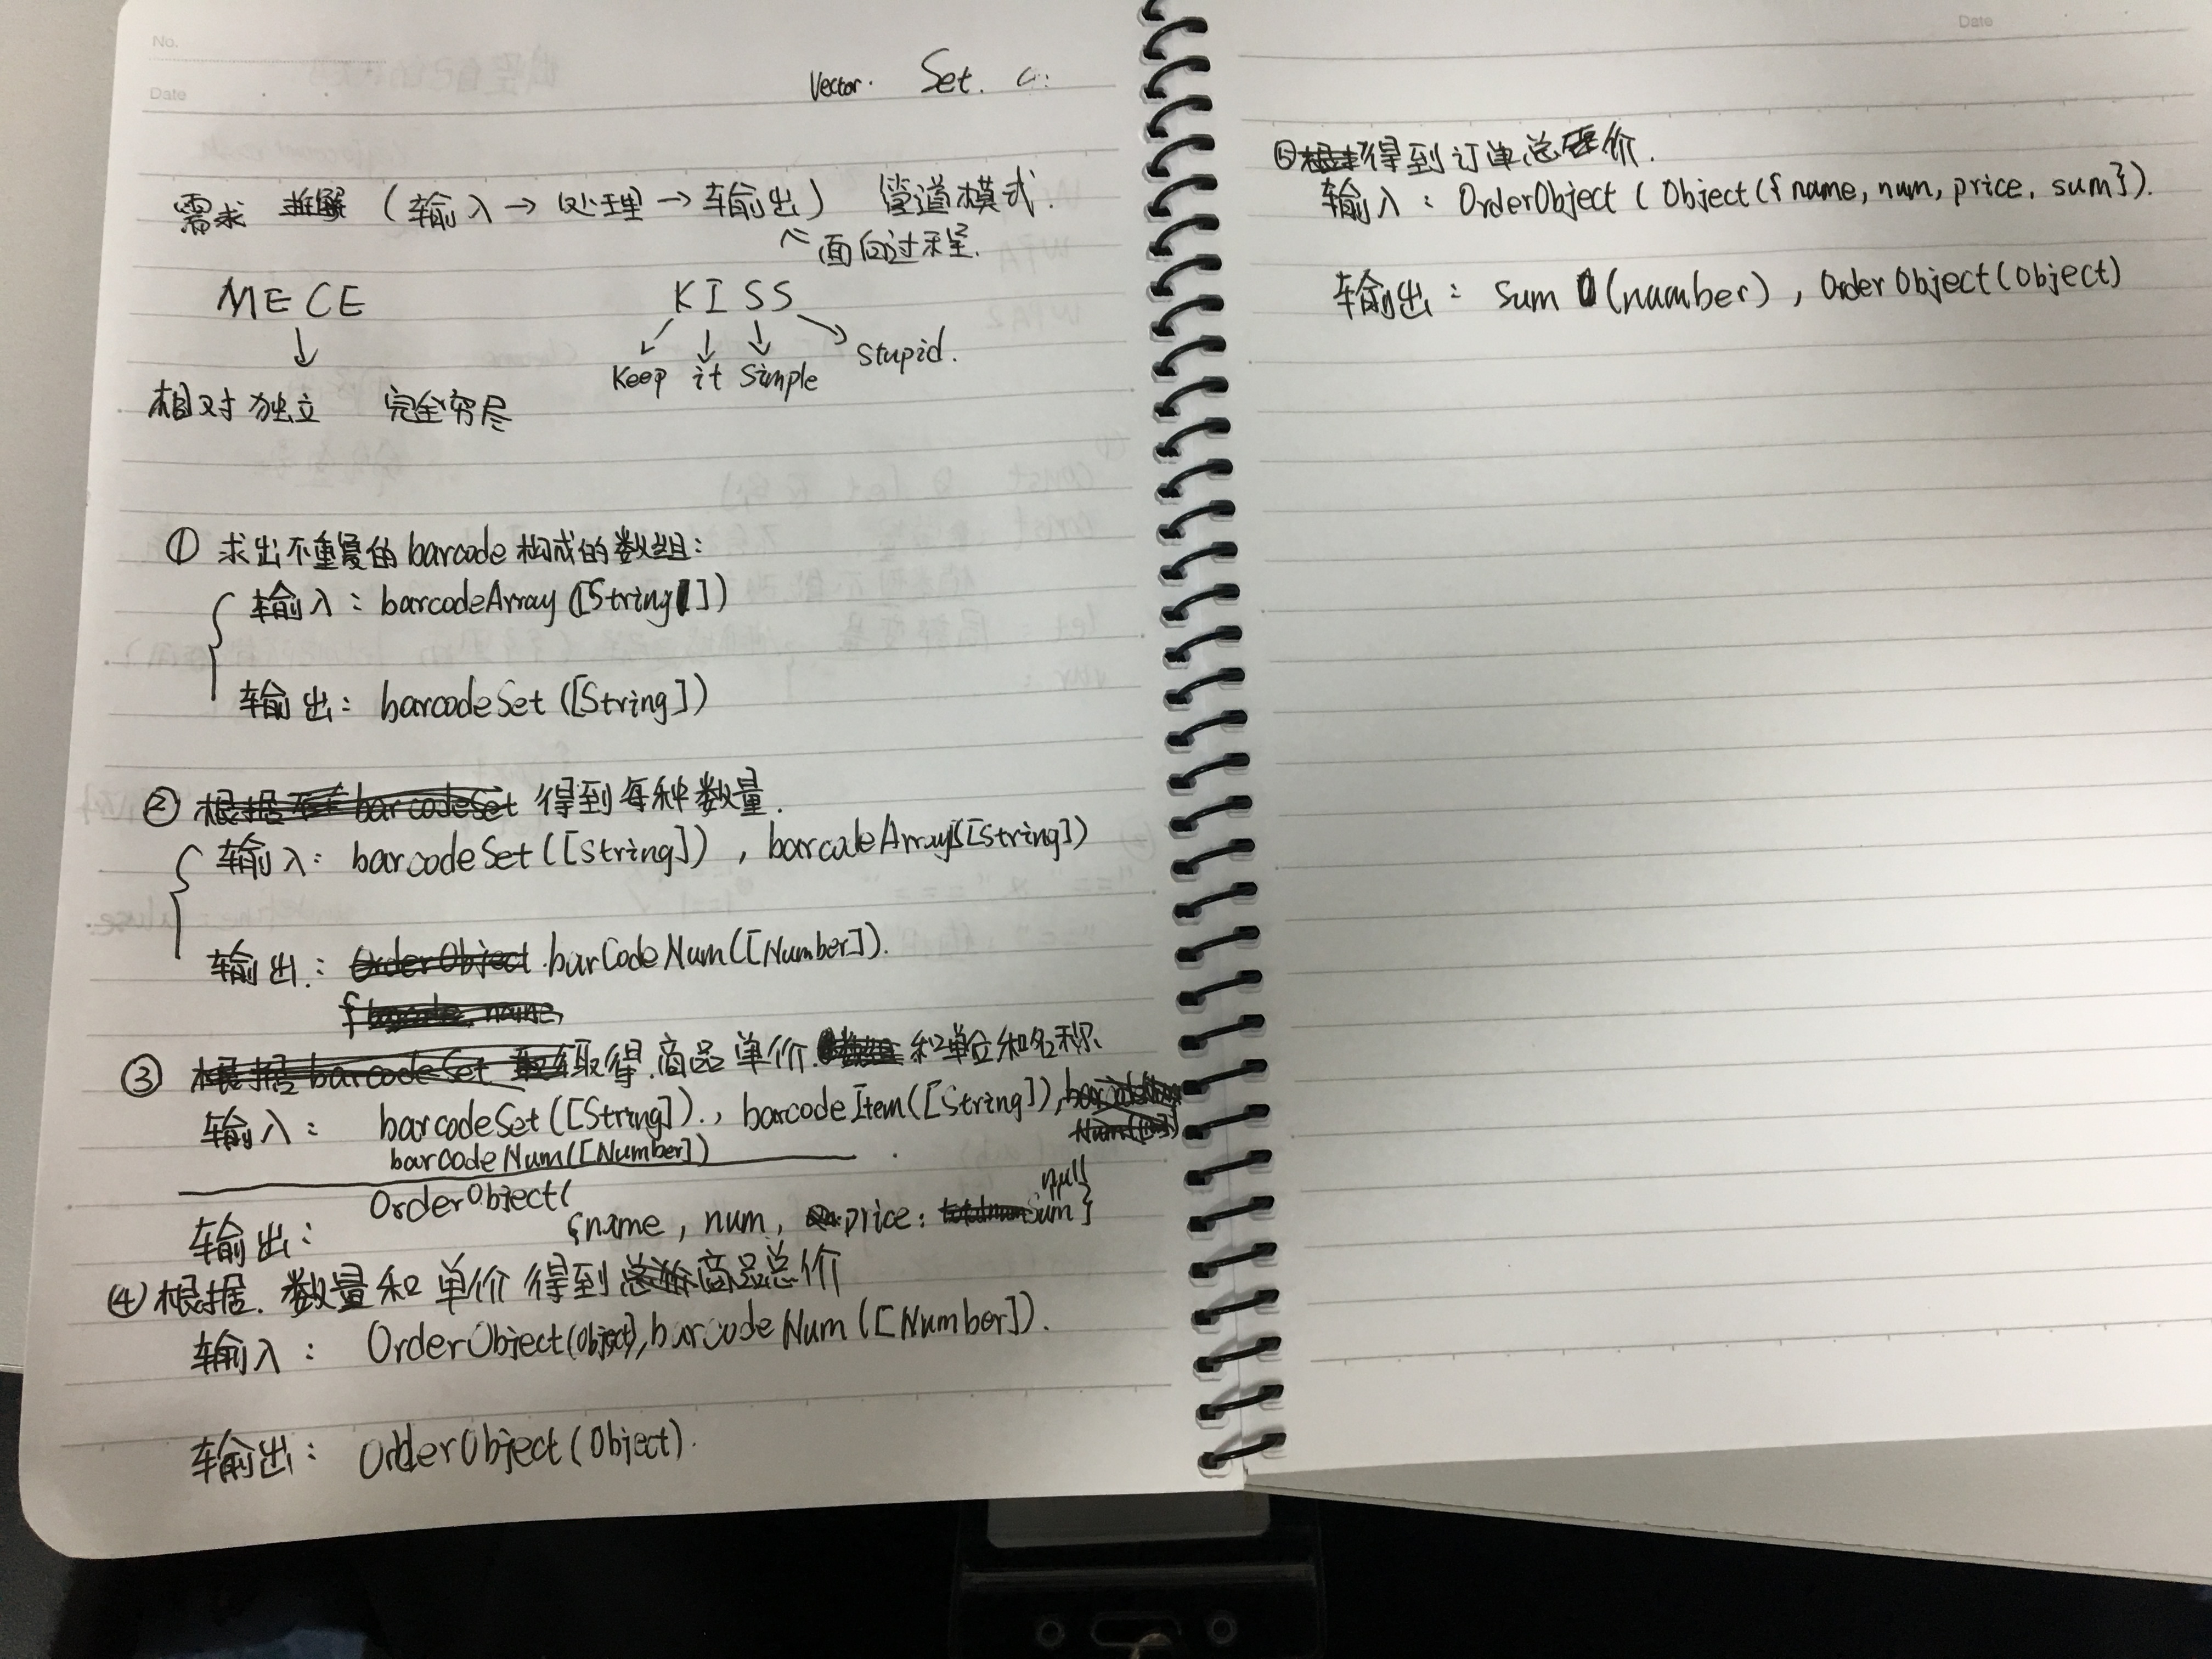 No.
Date
Vector. Set.
需求 (输入→处理→输出) 管道模式.
面向过程.
MECE KISS
↓ ↓ ↓ ↓ → Stupid.
Keep it Simple
相对独立 完全穷尽
① 求出不重复的barcode构成的数组:
输入: barcodeArray([String])
输出: barcodeSet([String])
② 得到每种数量.
输入: barcodeSet([String]), barcodeArray([String])
输出: barCodeNum([Number]).
③ 取得商品单价 和名称
输入: barcodeSet([String])., barcodeItem([String]),
barcodeNum([Number])
输出: OrderObject(
{name, num, price: null sum}
④ 根据. 数量和单价得到商品总价
输入: OrderObject(object), barcodeNum([Number]).
输出: OdderObject(Object).
Date
⑤得到订单总价.
输入: OrderObject(Object({name, num, price, sum}).
输出: sum (number), OrderObject(object)